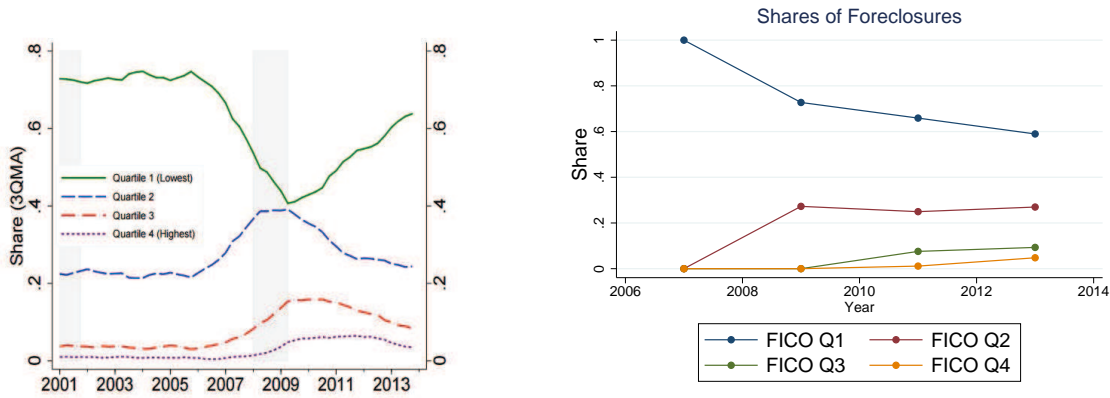 Share (3QMA)
.8
.6
.4
.2
0
.8
.6
.4
.2
0
Quartile 1 (Lowest)
Quartile 2
Quartile 3
Quartile 4 (Highest)
2001 2003 2005 2007 2009 2011 2013
Shares of Foreclosures
Share
1
.8
.6
.4
.2
0
2006 2008 2010 2012 2014
Year
FICO Q1 FICO Q2
FICO Q3 FICO Q4